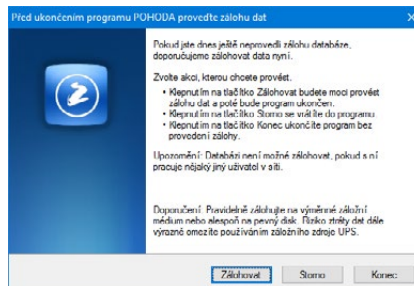 Před ukončením programu POHODA proveďte zálohu dat
Pokud jste dnes ještě neprovedli zálohu databáze,
doporučujeme zálohovat data nyní.
Zvolte akci, kterou chcete provést.
• Klepnutím na tlačítko Zálohovat budete moci provést
zálohu dat a poté bude program ukončen.
• Klepnutím na tlačítko Storno se vrátíte do programu.
• Klepnutím na tlačítko Konec ukončíte program bez
provedení zálohy.
Upozornění: Databázi není možné zálohovat, pokud s ní
pracuje nějaký jiný uživatel v síti.
Doporučení: Pravidelně zálohujte na výměnné záložní
médium nebo alespoň na pevný disk. Riziko ztráty dat dále
výrazně omezíte používáním záložního zdroje UPS.
Zálohovat Storno Konec